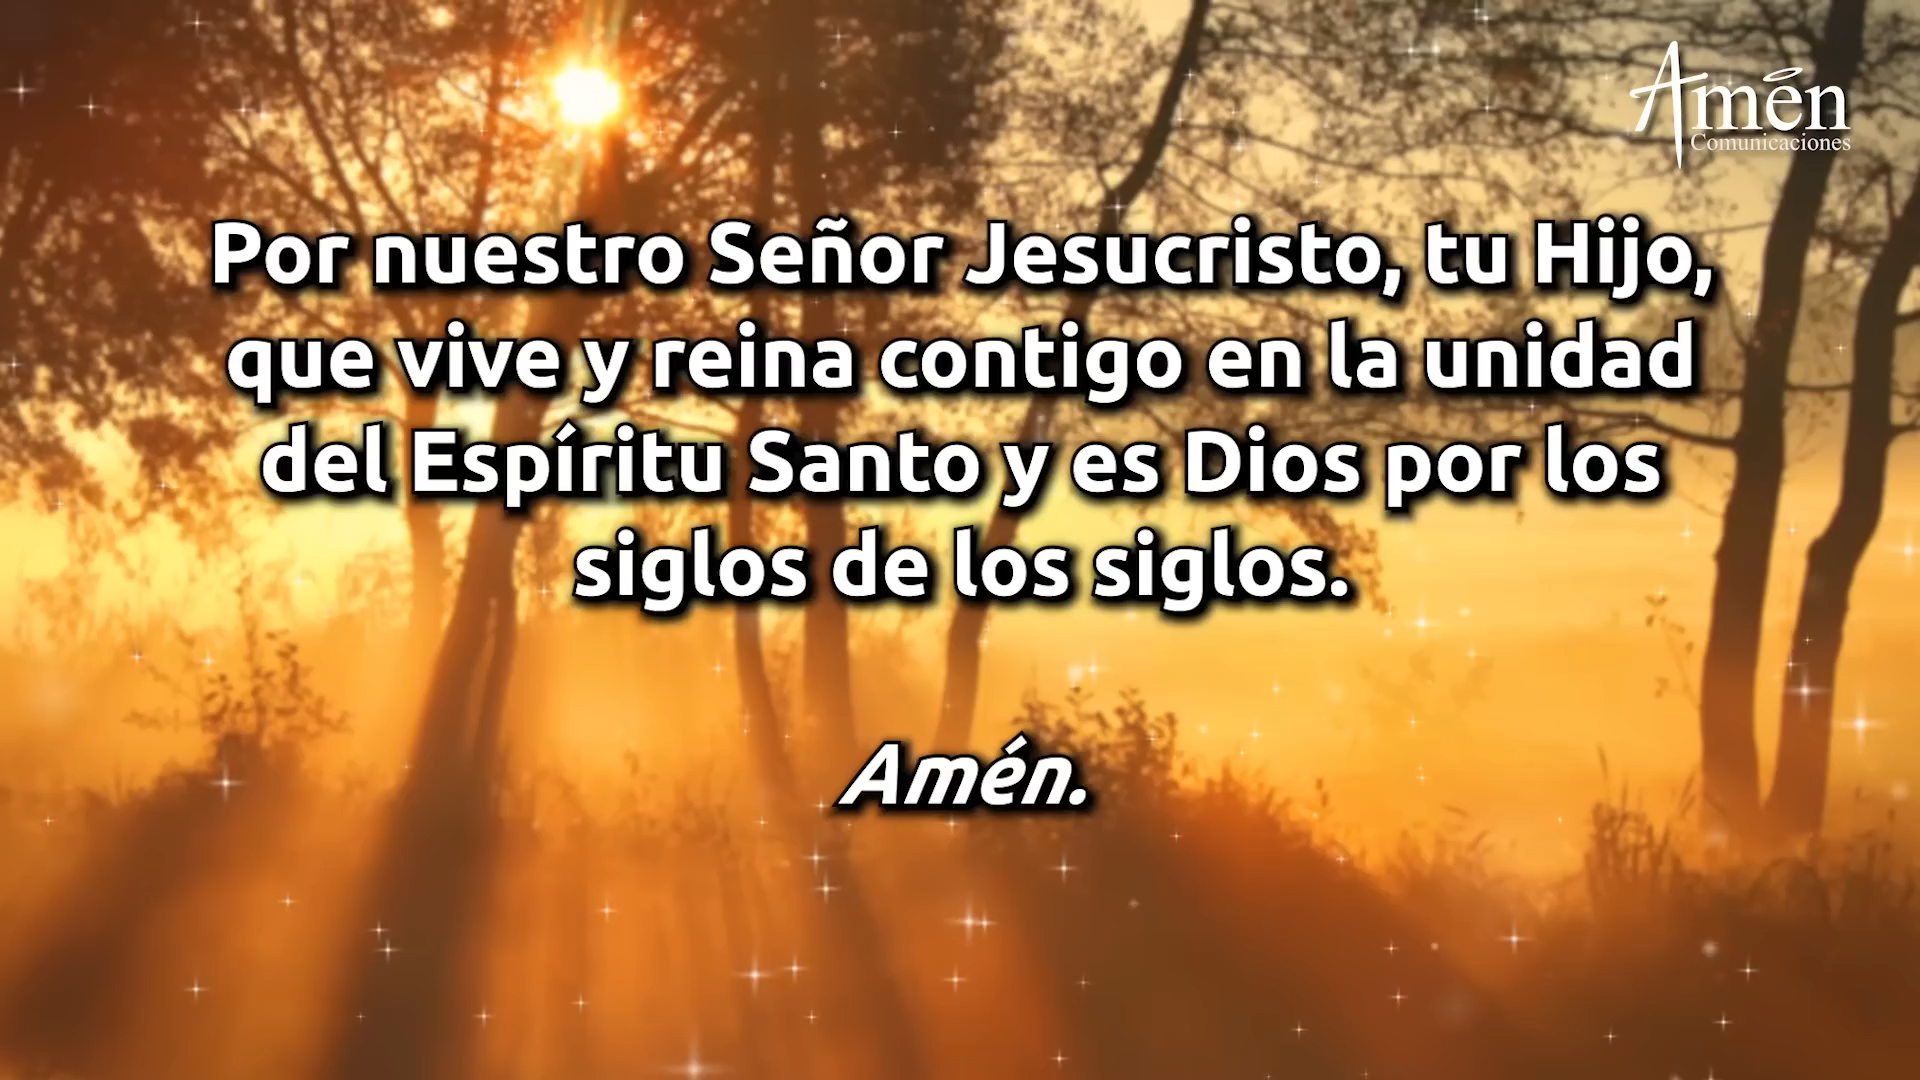 Amén
Comunicaciones
Por nuestro Señor Jesucristo, tu Hijo,
que vive y reina contigo en la unidad
del Espíritu Santo y es Dios por los
siglos de los siglos.
Amén.